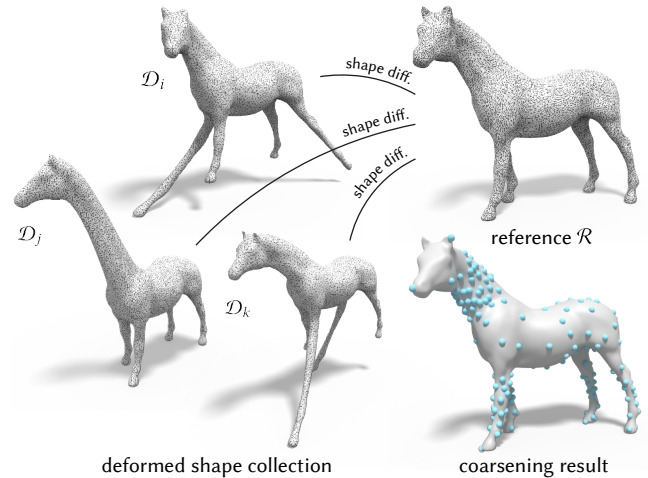 𝒟ᵢ
shape diff.
shape diff.
shape diff.
𝒟ⱼ
𝒟ₖ
reference ℛ
deformed shape collection
coarsening result